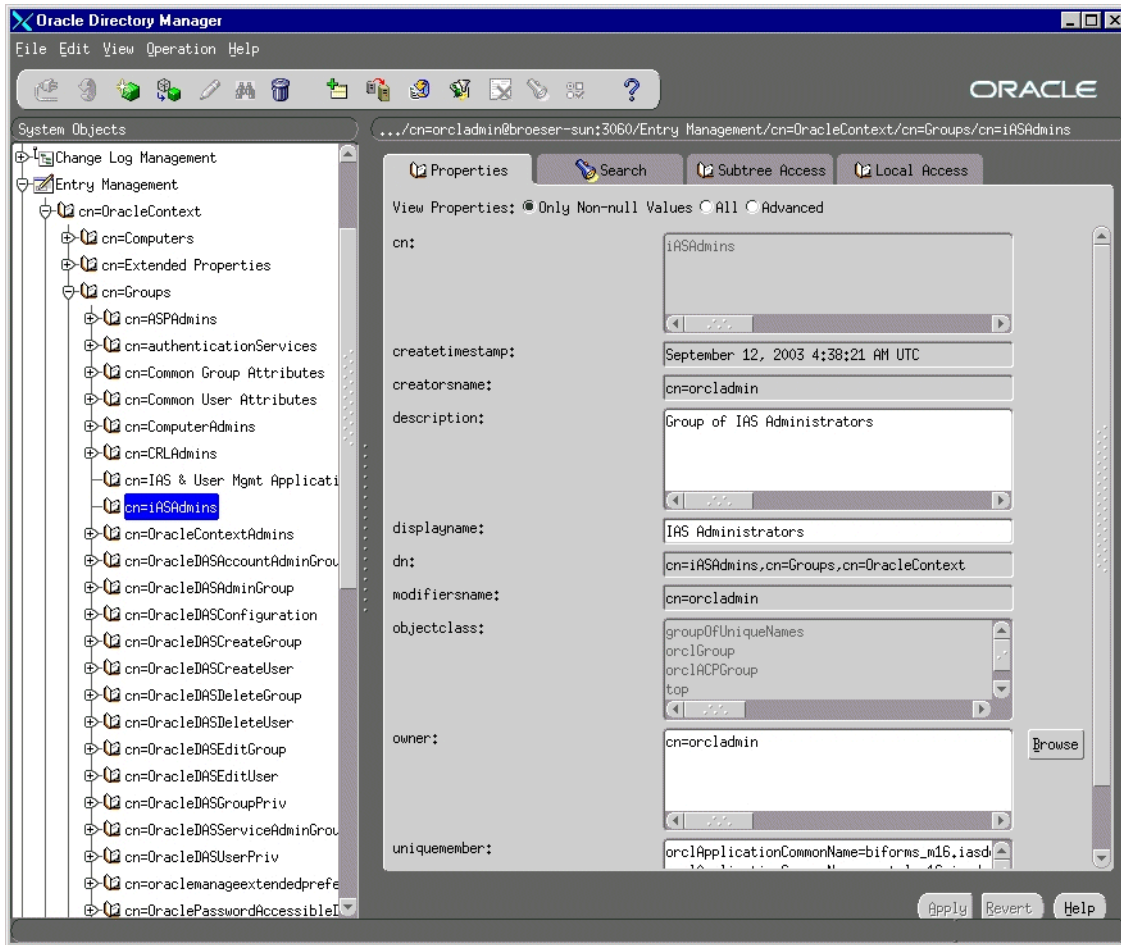 Oracle Directory Manager
File Edit View Operation Help
ORACLE
System Objects
.../cn=orcladmin@broeser-sun:3060/Entry Management/cn=OracleContext/cn=Groups/cn=iASAdmins
Change Log Management
Entry Management
cn=OracleContext
cn=Computers
cn=Extended Properties
cn=Groups
cn=ASPAdmins
cn=authenticationServices
cn=Common Group Attributes
cn=Common User Attributes
cn=ComputerAdmins
cn=CRLAdmins
cn=IAS & User Mgmt Applicati
cn=iASAdmins
cn=OracleContextAdmins
cn=OracleDASAccountAdminGrou
cn=OracleDASAdminGroup
cn=OracleDASConfiguration
cn=OracleDASCreateGroup
cn=OracleDASCreateUser
cn=OracleDASDeleteGroup
cn=OracleDASDeleteUser
cn=OracleDASEditGroup
cn=OracleDASEditUser
cn=OracleDASGroupPriv
cn=OracleDASServiceAdminGrou
cn=OracleDASUserPriv
cn=oraclemanageextendedprefe
cn=OraclePasswordAccessibleD
Properties Search Subtree Access Local Access
View Properties: Only Non-null Values All Advanced
cn: iASAdmins
createtimestamp: September 12, 2003 4:38:21 AM UTC
creatorsname: cn=orcladmin
description: Group of IAS Administrators
displayname: IAS Administrators
dn: cn=iASAdmins,cn=Groups,cn=OracleContext
modifiersname: cn=orcladmin
objectclass: groupOfUniqueNames
orclGroup
orclACPGroup
top
owner: cn=orcladmin
Browse
uniquemember: orclApplicationCommonName=biforms_m16.iasd
Apply Revert Help